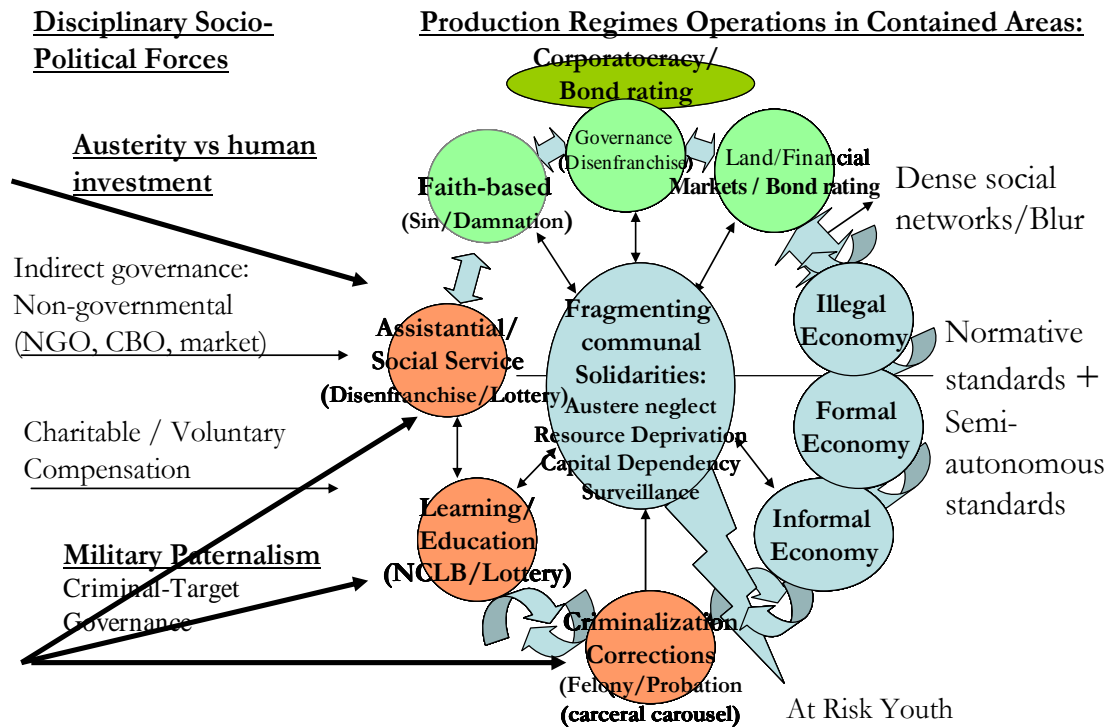 Disciplinary Socio-
Political Forces
Production Regimes Operations in Contained Areas:
Corporatocracy/
Bond rating
Austerity vs human
investment
Governance
(Disenfranchise)
Faith-based
(Sin/Damnation)
Land/Financial
Markets / Bond rating
Dense social
networks/Blur
Indirect governance:
Non-governmental
(NGO, CBO, market)
Assistantial/
Social Service
(Disenfranchise/Lottery)
Fragmenting
communal
Solidarities:
Austere neglect
Resource Deprivation
Capital Dependency
Surveillance
Illegal
Economy
Formal
Economy
Informal
Economy
Normative
standards +
Semi-
autonomous
standards
Charitable / Voluntary
Compensation
Learning/
Education
(NCLB/Lottery)
Military Paternalism
Criminal-Target
Governance
Criminalization/
Corrections
(Felony/Probation
(carceral carousel)
At Risk Youth